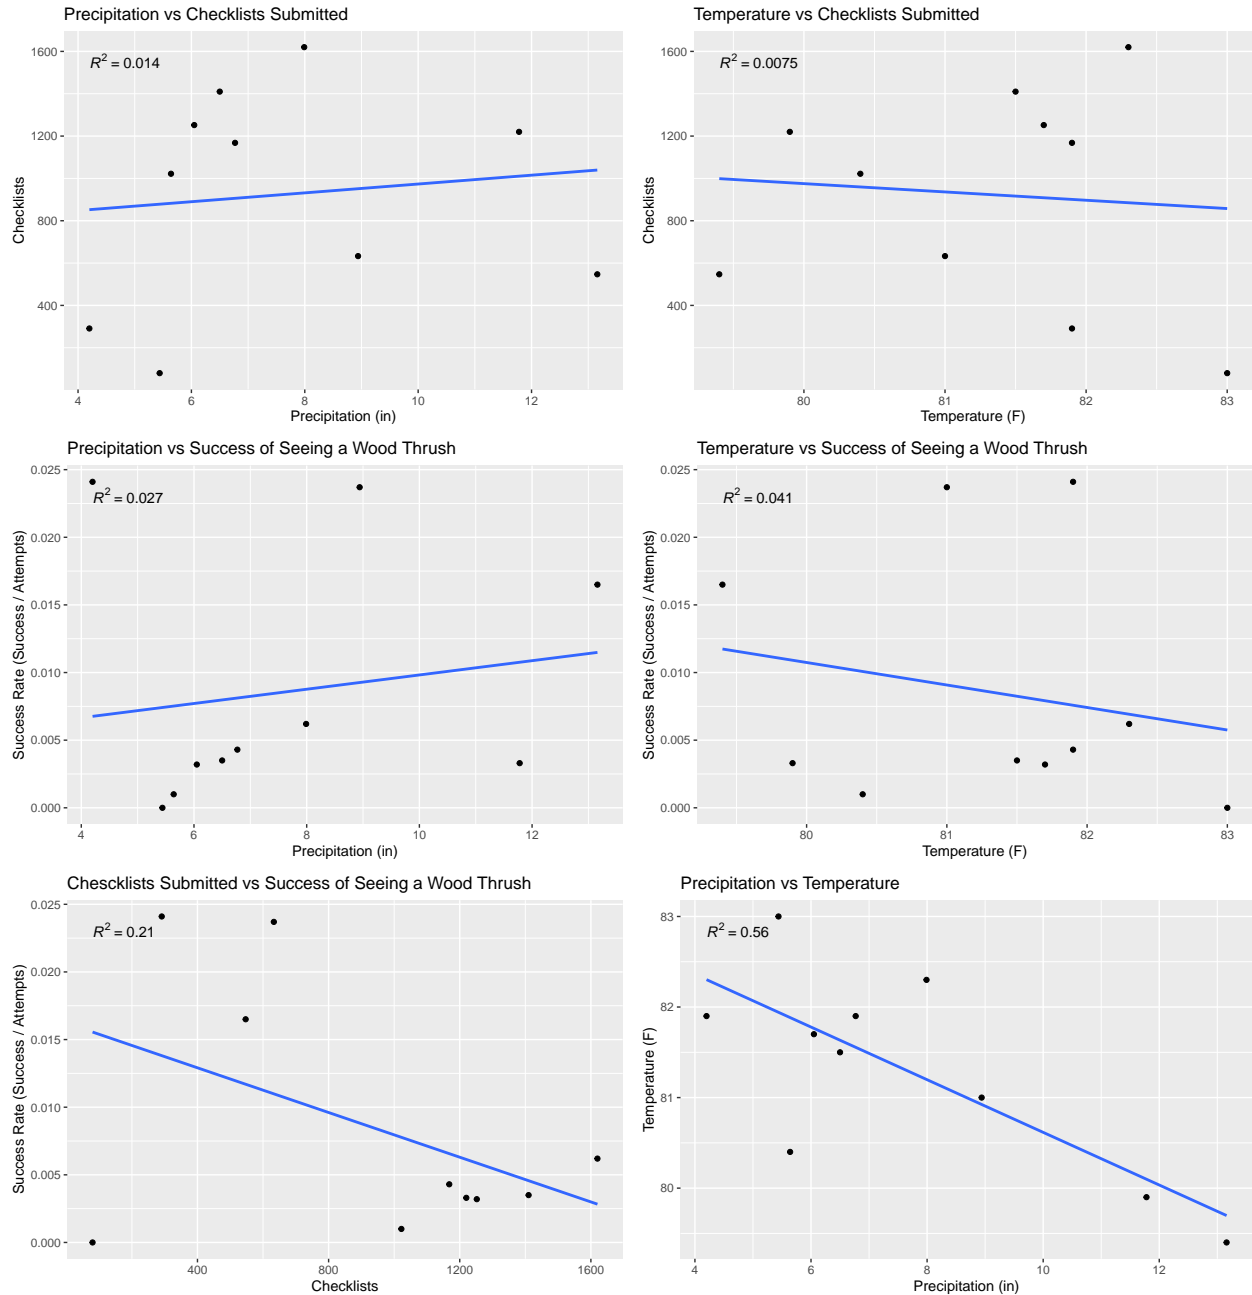 Precipitation vs Checklists Submitted
R² = 0.014
1600
1200
800
400
Checklists
4 6 8 10 12
Precipitation (in)
Temperature vs Checklists Submitted
R² = 0.0075
1600
1200
800
400
Checklists
80 81 82 83
Temperature (F)
Precipitation vs Success of Seeing a Wood Thrush
R² = 0.027
0.025
0.020
0.015
0.010
0.005
0.000
Success Rate (Success / Attempts)
4 6 8 10 12
Precipitation (in)
Temperature vs Success of Seeing a Wood Thrush
R² = 0.041
0.025
0.020
0.015
0.010
0.005
0.000
Success Rate (Success / Attempts)
80 81 82 83
Temperature (F)
Chescklists Submitted vs Success of Seeing a Wood Thrush
R² = 0.21
0.025
0.020
0.015
0.010
0.005
0.000
Success Rate (Success / Attempts)
400 800 1200 1600
Checklists
Precipitation vs Temperature
R² = 0.56
83
82
81
80
Temperature (F)
4 6 8 10 12
Precipitation (in)